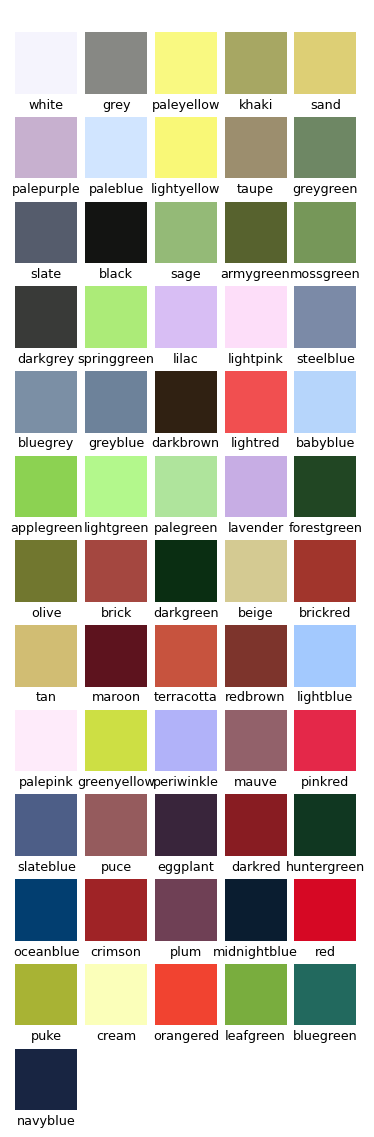 white grey paleyellow khaki sand
palepurple paleblue lightyellow taupe greygreen
slate black sage armygreen mossgreen
darkgrey springgreen lilac lightpink steelblue
bluegrey greyblue darkbrown lightred babyblue
applegreen lightgreen palegreen lavender forestgreen
olive brick darkgreen beige brickred
tan maroon terracotta redbrown lightblue
palepink greenyellow periwinkle mauve pinkred
slateblue puce eggplant darkred huntergreen
oceanblue crimson plum midnightblue red
puke cream orangered leafgreen bluegreen
navyblue